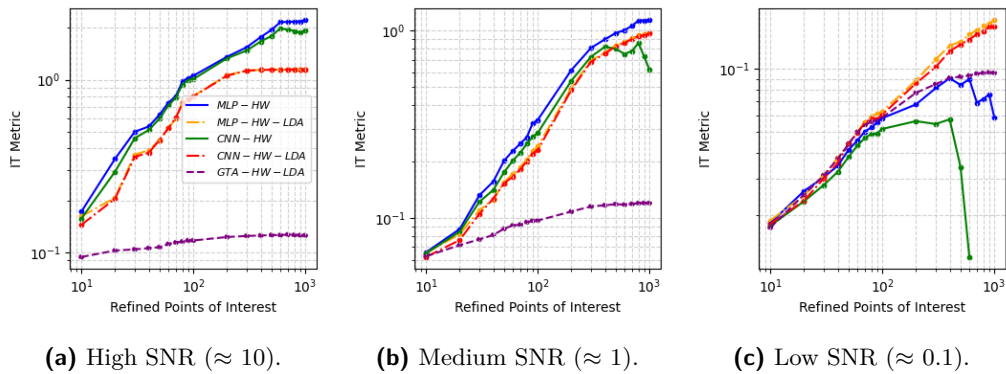 IT Metric
10⁰
10⁻¹
MLP − HW
MLP − HW − LDA
CNN − HW
CNN − HW − LDA
GTA − HW − LDA
10¹ 10² 10³
Refined Points of Interest
(a) High SNR (≈ 10).
IT Metric
10⁰
10⁻¹
10¹ 10² 10³
Refined Points of Interest
(b) Medium SNR (≈ 1).
IT Metric
10⁻¹
10¹ 10² 10³
Refined Points of Interest
(c) Low SNR (≈ 0.1).